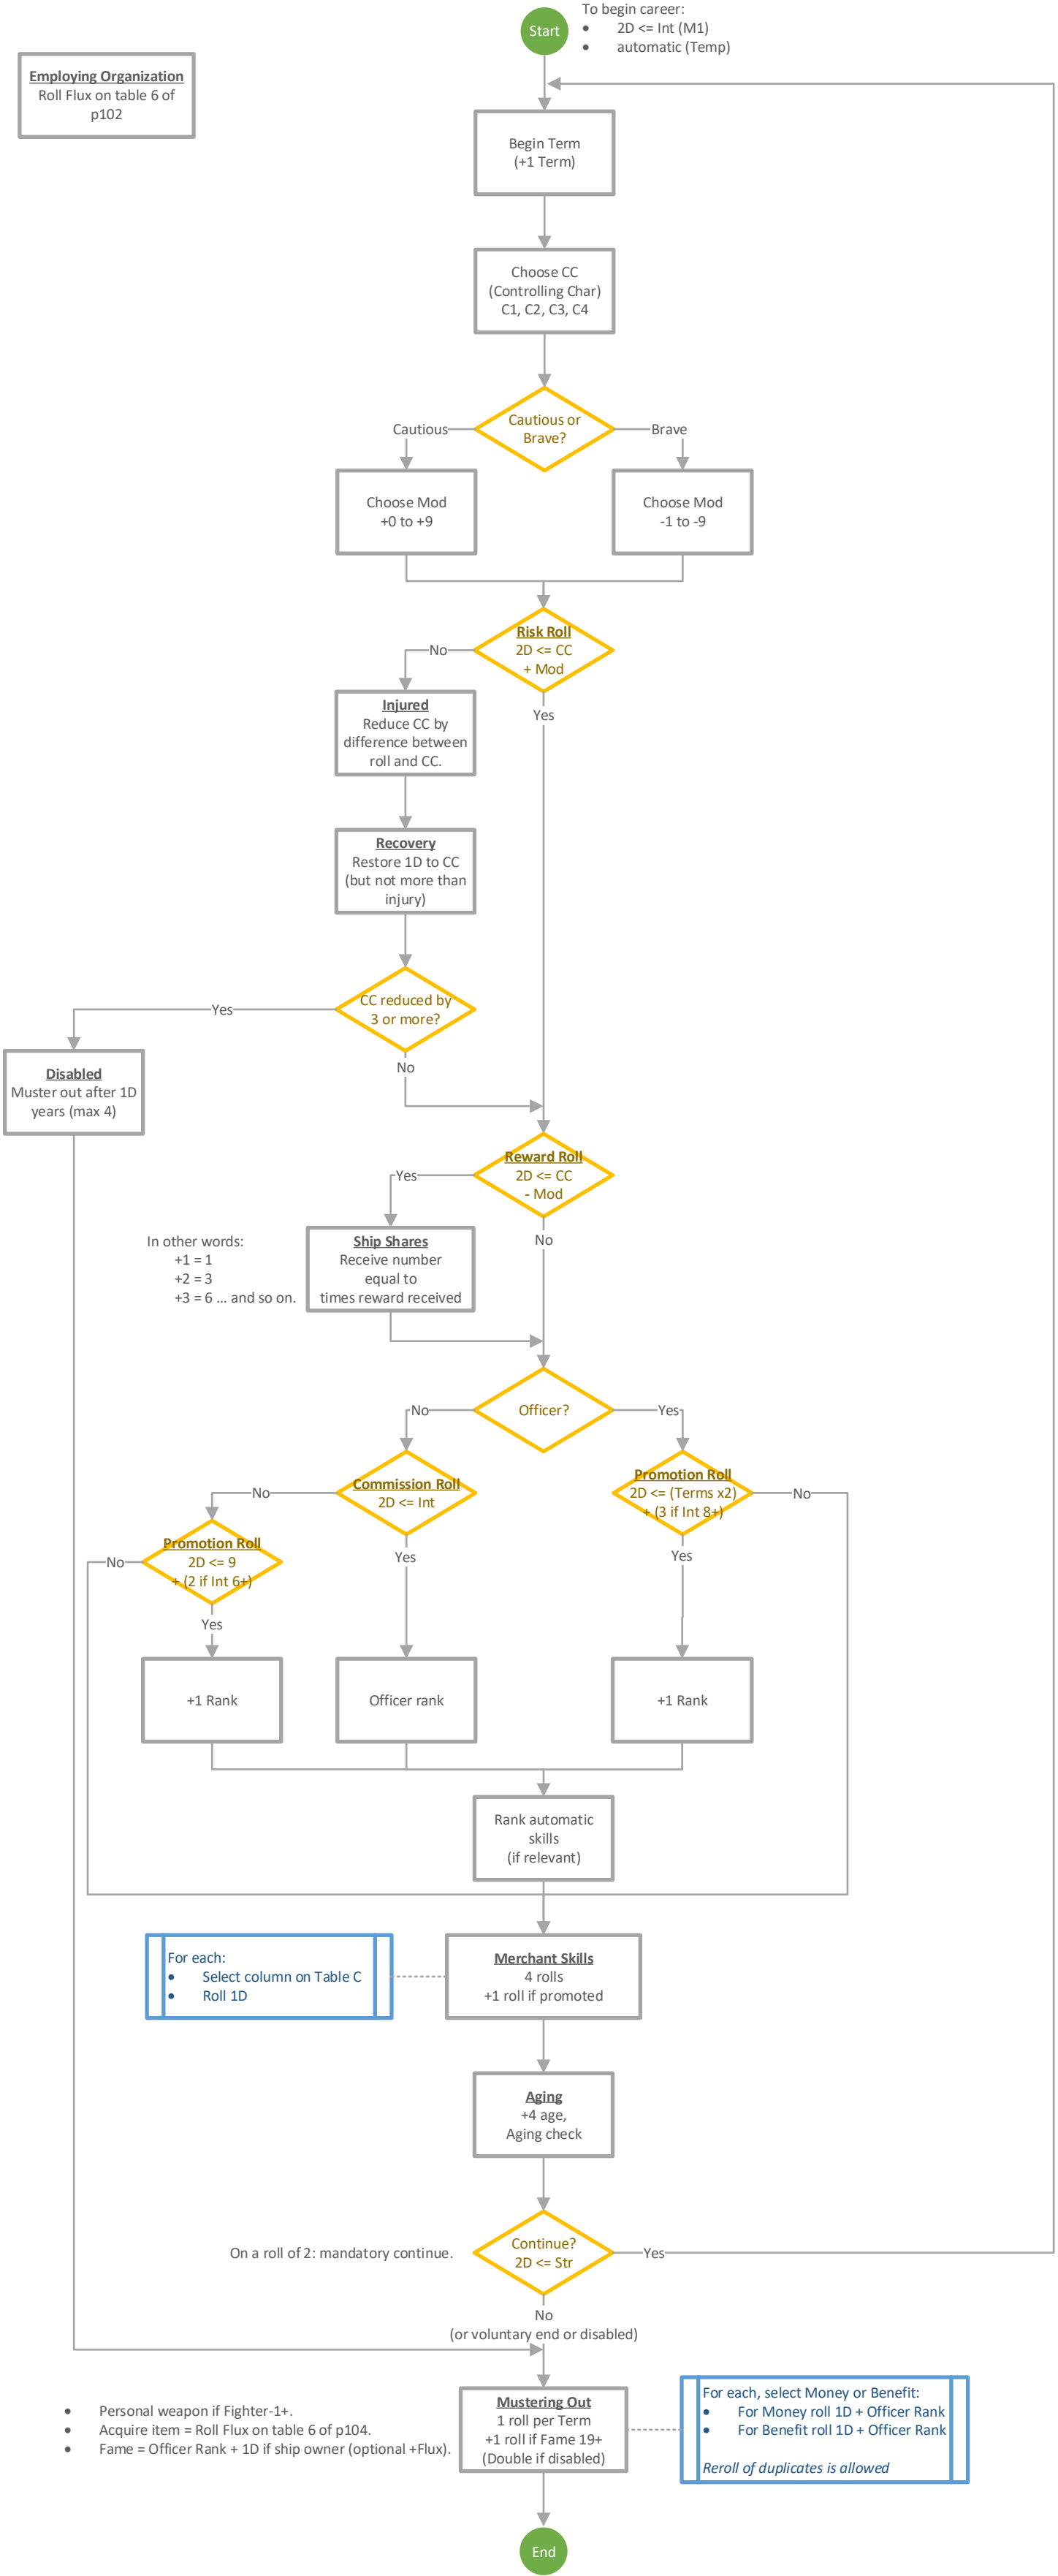 Start
To begin career:
• 2D <= Int (M1)
• automatic (Temp)
Employing Organization
Roll Flux on table 6 of
p102
Begin Term
(+1 Term)
Choose CC
(Controlling Char)
C1, C2, C3, C4
Cautious or
Brave?
Cautious
Brave
Choose Mod
+0 to +9
Choose Mod
-1 to -9
Risk Roll
2D <= CC
+ Mod
No
Yes
Injured
Reduce CC by
difference between
roll and CC.
Recovery
Restore 1D to CC
(but not more than
injury)
CC reduced by
3 or more?
Yes
No
Disabled
Muster out after 1D
years (max 4)
Reward Roll
2D <= CC
- Mod
Yes
No
Ship Shares
Receive number
equal to
times reward received
In other words:
+1 = 1
+2 = 3
+3 = 6 ... and so on.
Officer?
No
Yes
Commission Roll
2D <= Int
Promotion Roll
2D <= (Terms x2)
+ (3 if Int 8+)
No
No
Promotion Roll
2D <= 9
+ (2 if Int 6+)
No
Yes
Yes
Yes
+1 Rank
Officer rank
+1 Rank
Rank automatic
skills
(if relevant)
For each:
• Select column on Table C
• Roll 1D
Merchant Skills
4 rolls
+1 roll if promoted
Aging
+4 age,
Aging check
On a roll of 2: mandatory continue.
Continue?
2D <= Str
Yes
No
(or voluntary end or disabled)
• Personal weapon if Fighter-1+.
• Acquire item = Roll Flux on table 6 of p104.
• Fame = Officer Rank + 1D if ship owner (optional +Flux).
Mustering Out
1 roll per Term
+1 roll if Fame 19+
(Double if disabled)
For each, select Money or Benefit:
• For Money roll 1D + Officer Rank
• For Benefit roll 1D + Officer Rank
Reroll of duplicates is allowed
End